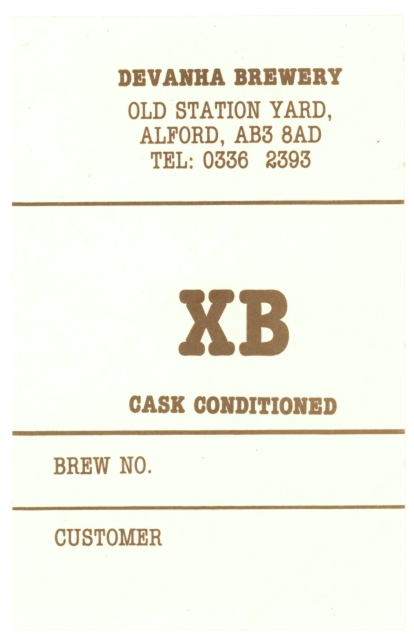 DEVANHA BREWERY
OLD STATION YARD,
ALFORD, AB3 8AD
TEL: 0336 2393
XB
CASK CONDITIONED
BREW NO.
CUSTOMER